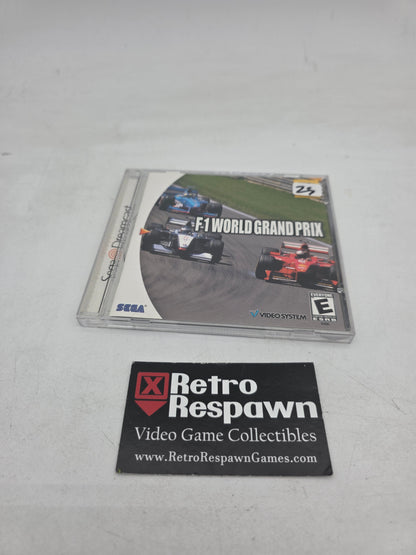 25
F1 WORLD GRAND PRIX
Sega Dreamcast
SEGA
VIDEO SYSTEM
EVERYONE
E
ESRB
Retro
Respawn
Video Game Collectibles
www.RetroRespawnGames.com